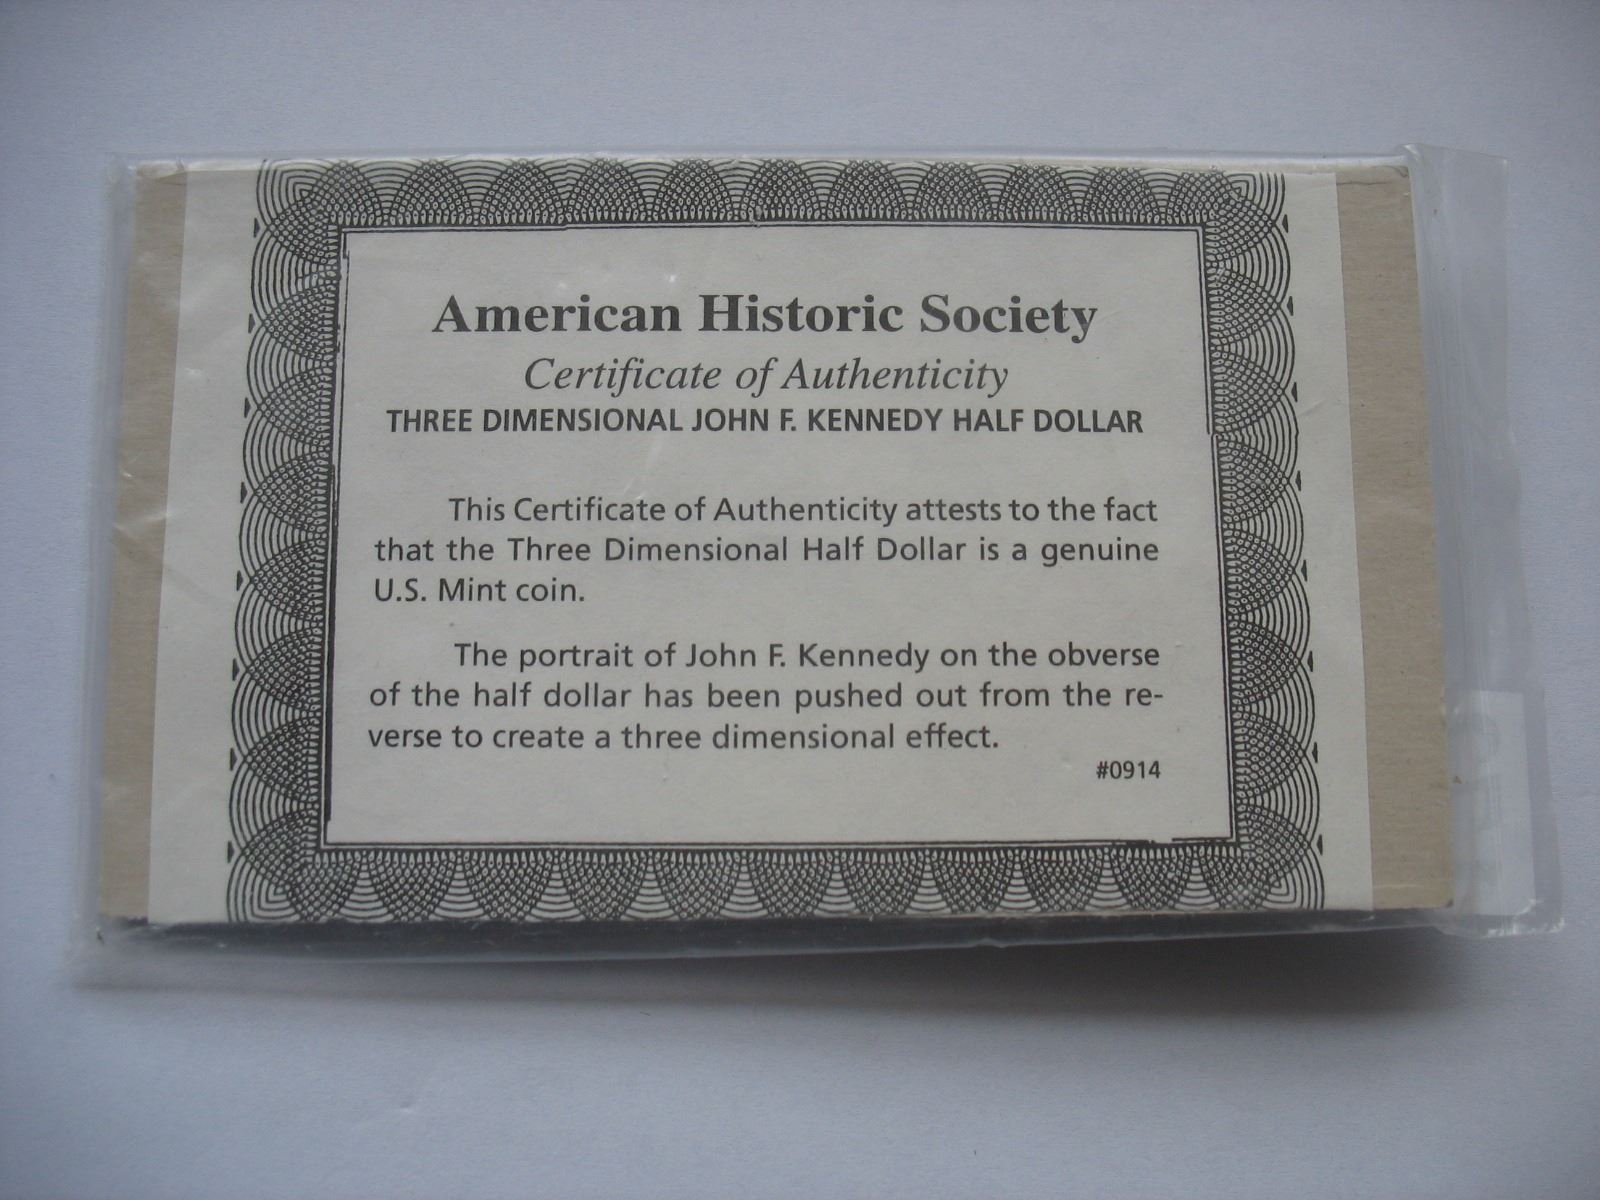 American Historic Society
Certificate of Authenticity
THREE DIMENSIONAL JOHN F. KENNEDY HALF DOLLAR
This Certificate of Authenticity attests to the fact
that the Three Dimensional Half Dollar is a genuine
U.S. Mint coin.
The portrait of John F. Kennedy on the obverse
of the half dollar has been pushed out from the re-
verse to create a three dimensional effect.
#0914